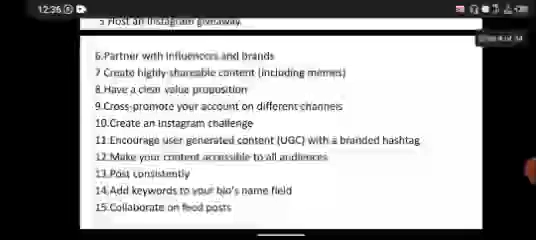 12:36
5 Host an Instagram giveaway.
6.Partner with influencers and brands
7 Create highly-shareable content (including memes)
8.Have a clear value proposition
9.Cross-promote your account on different channels
10.Create an Instagram challenge
11.Encourage user generated content (UGC) with a branded hashtag
12.Make your content accessible to all audiences
13.Post consistently
14.Add keywords to your bio's name field
15.Collaborate on feed posts